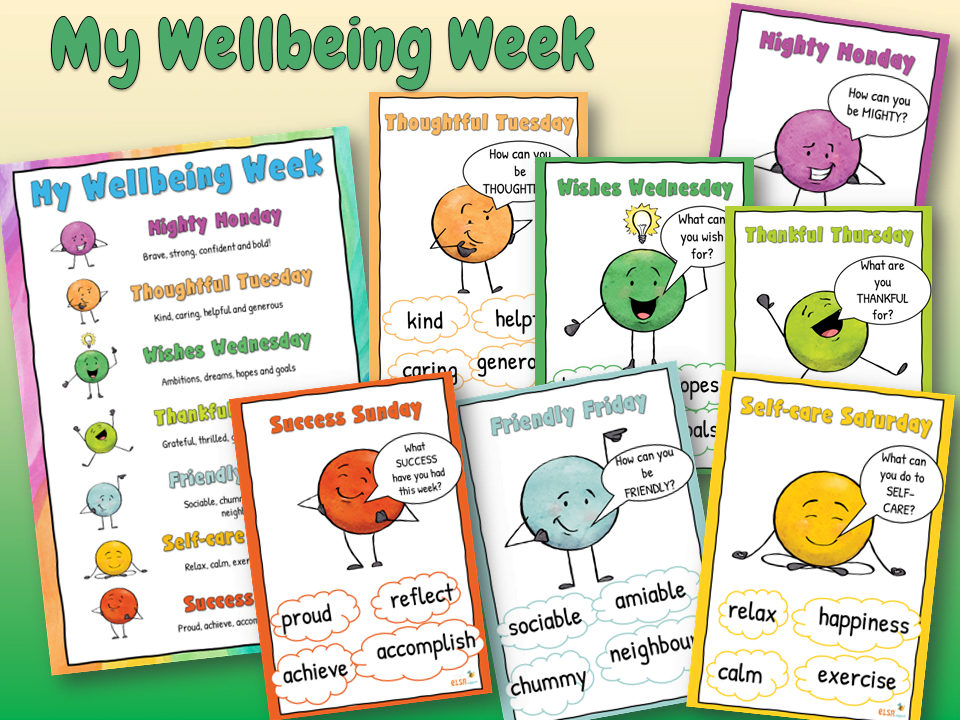 My Wellbeing Week
My Wellbeing Week
Mighty Monday
Brave, strong, confident and bold!
Thoughtful Tuesday
Kind, caring, helpful and generous
Wishes Wednesday
Ambitions, dreams, hopes and goals
Thankful
Grateful, thrilled,
Friendly
Sociable,
Self-care
Relax, calm,
Success
Proud, achieve,
Thoughtful Tuesday
How can you
be
kind
caring
Wishes Wednesday
What can
you wish
for?
Mighty Monday
How can you
be MIGHTY?
Thankful Thursday
What are
you
THANKFUL
for?
Success Sunday
What
SUCCESS
have you had
this week?
proud
reflect
achieve
accomplish
eisn
Friendly Friday
How can you
be
FRIENDLY?
sociable
amiable
chummy
neighbour
Self-care Saturday
What can
you do to
SELF-
CARE?
relax
happiness
calm
exercise
eisn